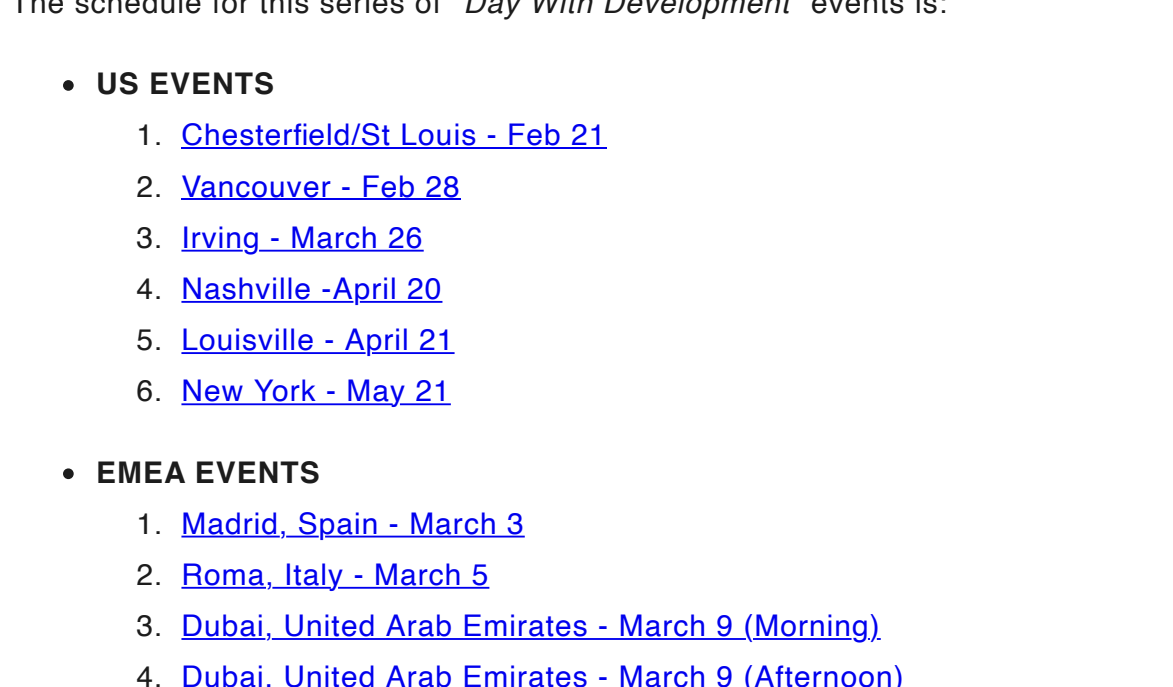 The schedule for this series of "Day With Development" events is:
• US EVENTS
1. Chesterfield/St Louis - Feb 21
2. Vancouver - Feb 28
3. Irving - March 26
4. Nashville -April 20
5. Louisville - April 21
6. New York - May 21
• EMEA EVENTS
1. Madrid, Spain - March 3
2. Roma, Italy - March 5
3. Dubai, United Arab Emirates - March 9 (Morning)
4. Dubai, United Arab Emirates - March 9 (Afternoon)